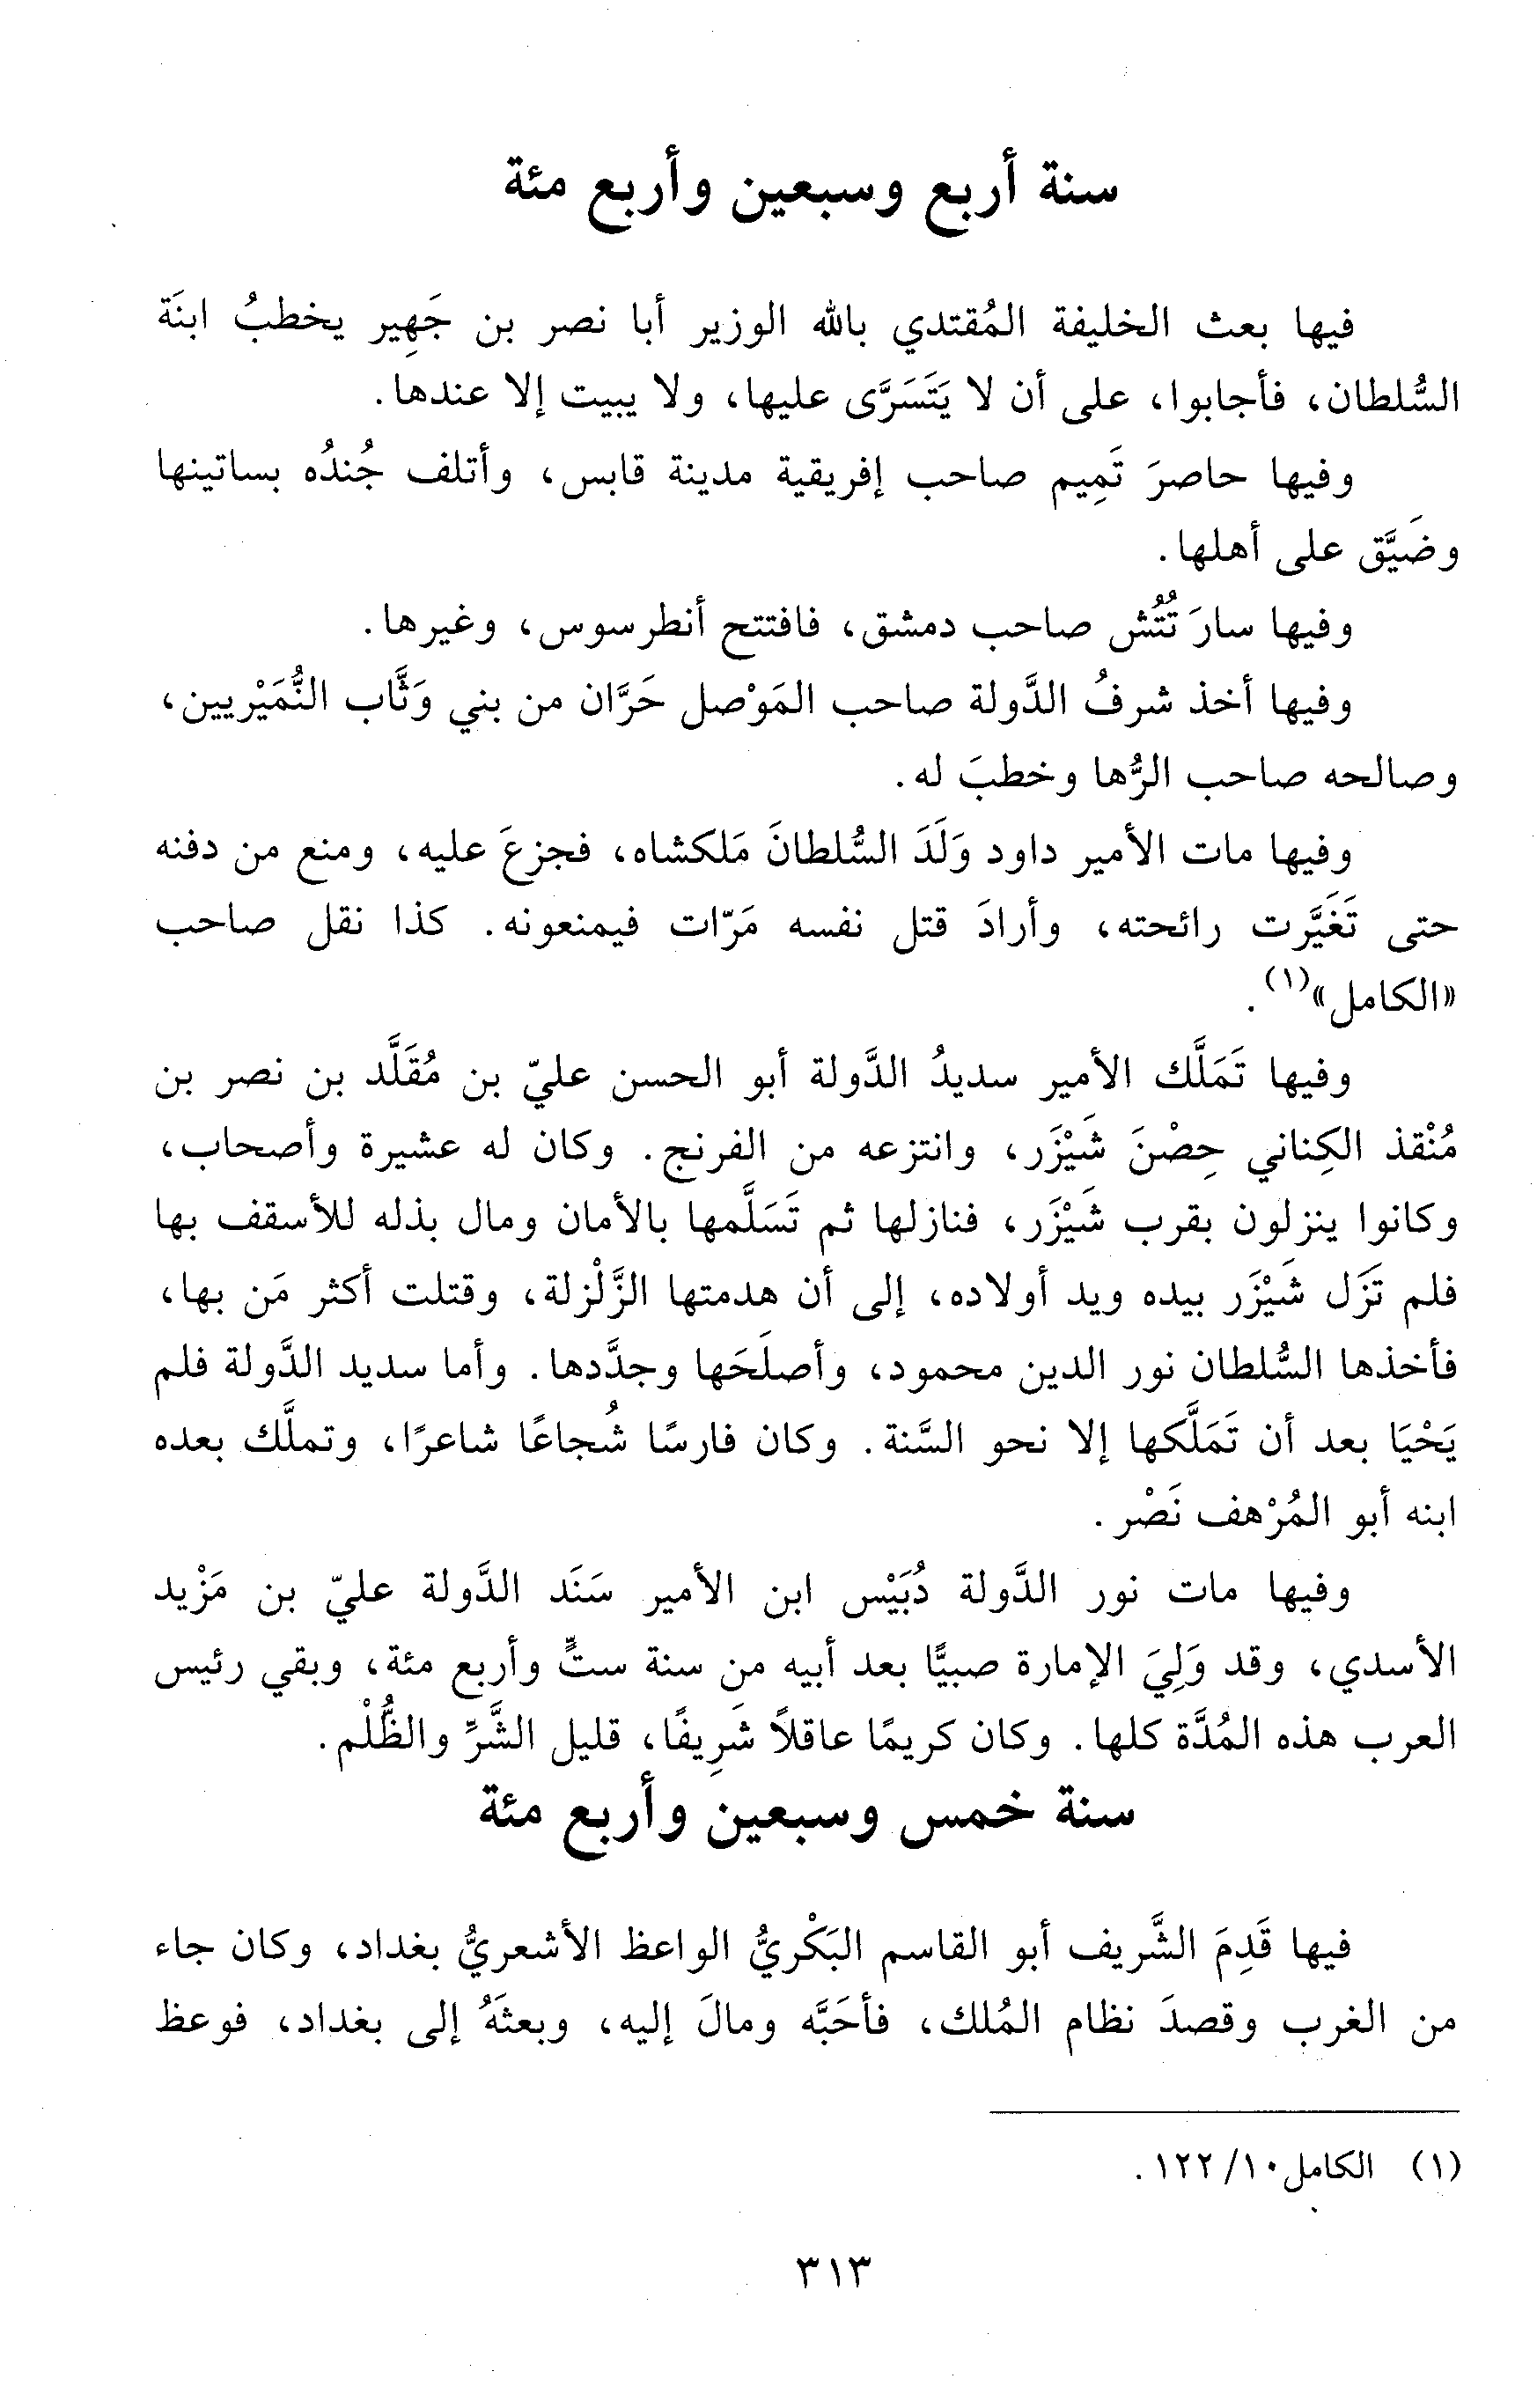 سنة أربع وسبعين وأربع مئة
فيها بعث الخليفة المُقتدي بالله الوزير أبا نصر بن جَهِير يخطبُ ابنَة
السُّلطان، فأجابوا، على أن لا يَتَسَرَّى عليها، ولا يبيت إلا عندها.
وفيها حاصرَ تَمِيم صاحب إفريقية مدينة قابس، وأتلف جُندُه بساتينها
وضَيَّق على أهلها.
وفيها سارَ تُتُش صاحب دمشق، فافتتح أنطرسوس، وغيرها.
وفيها أخذ شرفُ الدَّولة صاحب المَوْصل حَرَّان من بني وَثَّاب النُّمَيْريين،
وصالحه صاحب الرُّها وخطبَ له.
وفيها مات الأمير داود وَلَدَ السُّلطانَ مَلكشاه، فجزعَ عليه، ومنع من دفنه
حتى تَغَيَّرت رائحته، وأرادَ قتل نفسه مَرّات فيمنعونه. كذا نقل صاحب
«الكامل»(١).
وفيها تَمَلَّك الأمير سديدُ الدَّولة أبو الحسن عليّ بن مُقَلَّد بن نصر بن
مُنْقذ الكِناني حِصْنَ شَيْزَر، وانتزعه من الفرنج. وكان له عشيرة وأصحاب،
وكانوا ينزلون بقرب شَيْزَر، فنازلها ثم تَسَلَّمها بالأمان ومال بذله للأسقف بها
فلم تَزَل شَيْزَر بيده ويد أولاده، إلى أن هدمتها الزَّلْزلة، وقتلت أكثر مَن بها،
فأخذها السُّلطان نور الدين محمود، وأصلَحَها وجدَّدها. وأما سديد الدَّولة فلم
يَحْيَا بعد أن تَمَلَّكها إلا نحو السَّنة. وكان فارسًا شُجاعًا شاعرًا، وتملَّك بعده
ابنه أبو المُرْهف نَصْر.
وفيها مات نور الدَّولة دُبَيْس ابن الأمير سَنَد الدَّولة عليّ بن مَزْيد
الأسدي، وقد وَلِيَ الإمارة صبيًّا بعد أبيه من سنة ستٍّ وأربع مئة، وبقي رئيس
العرب هذه المُدَّة كلها. وكان كريمًا عاقلاً شَرِيفًا، قليل الشَّرِّ والظُّلْم.
سنة خمس وسبعين وأربع مئة
فيها قَدِمَ الشَّريف أبو القاسم البَكْريُّ الواعظ الأشعريُّ بغداد، وكان جاء
من الغرب وقصدَ نظام المُلك، فأحَبَّه ومالَ إليه، وبعثَهُ إلى بغداد، فوعظ
(١) الكامل ١٠/ ١٢٢.
٣١٣